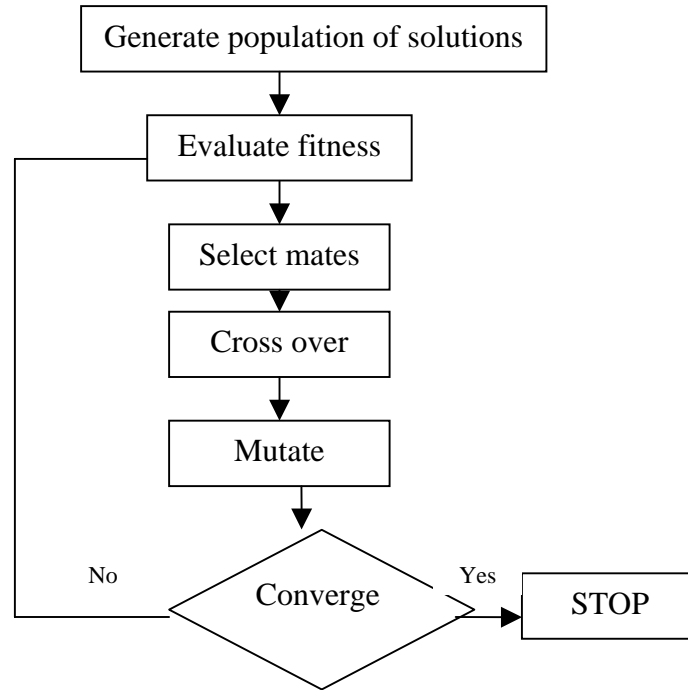 Generate population of solutions
Evaluate fitness
Select mates
Cross over
Mutate
No
Yes
Converge
STOP